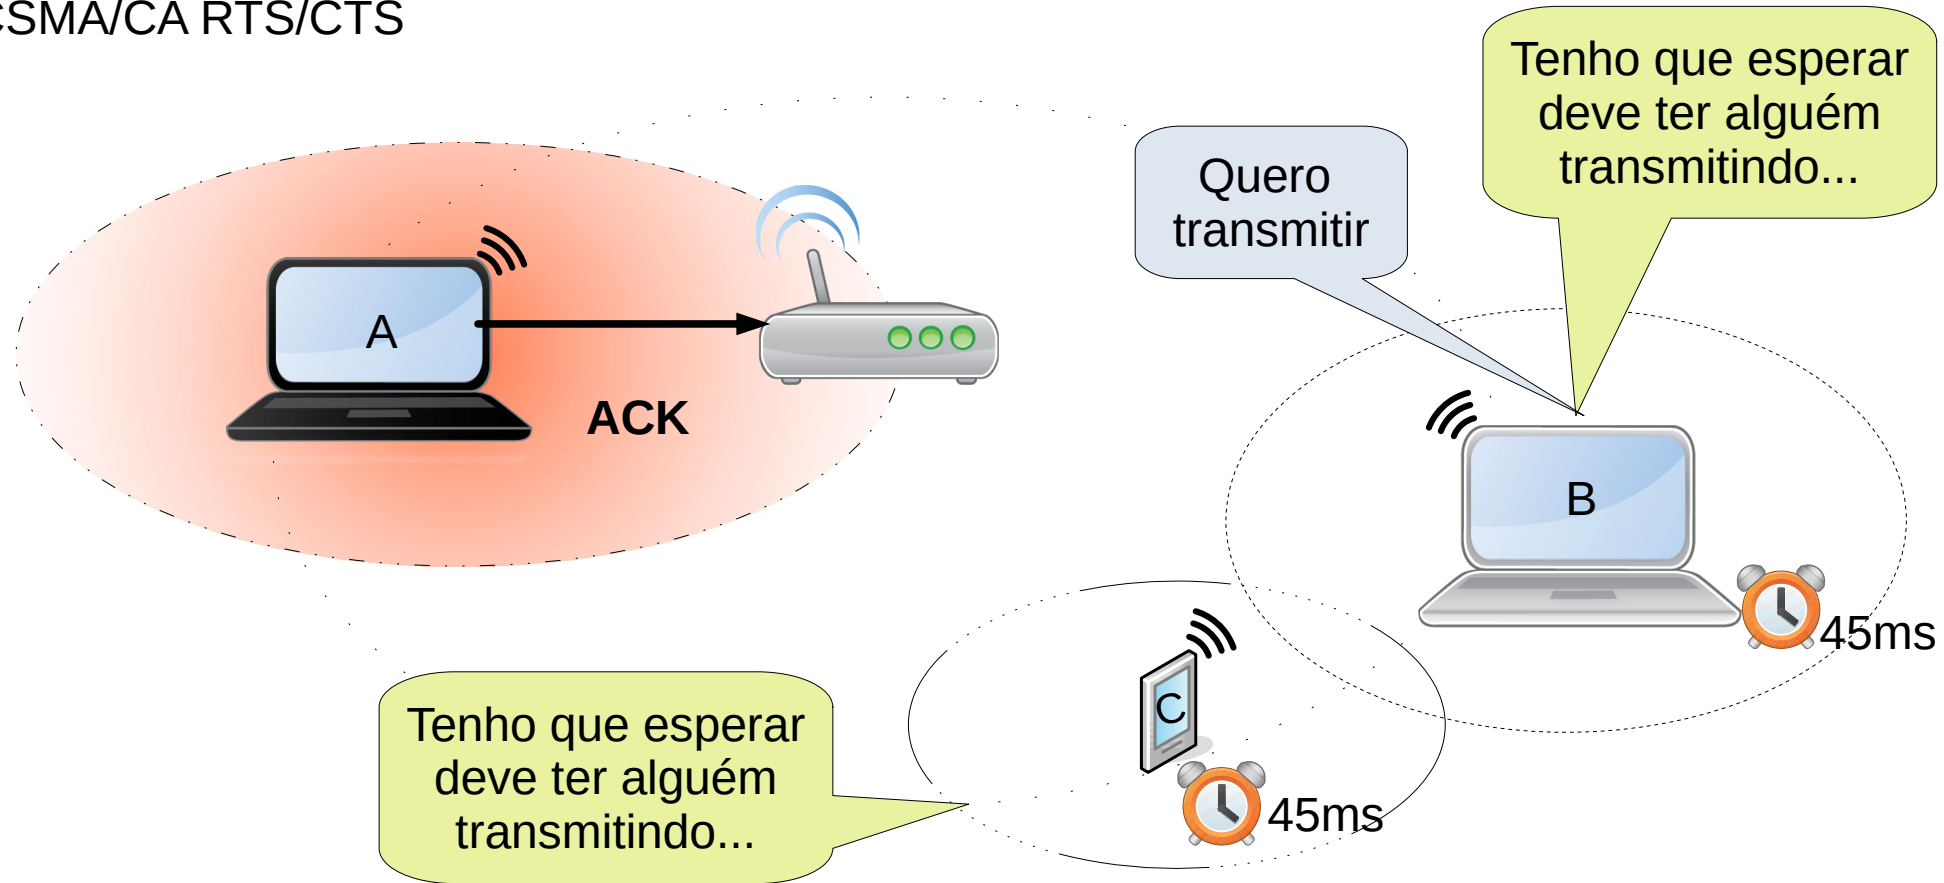 CSMA/CA RTS/CTS
Tenho que esperar
deve ter alguém
transmitindo...
Quero
transmitir
A
ACK
B
45ms
C
45ms
Tenho que esperar
deve ter alguém
transmitindo...